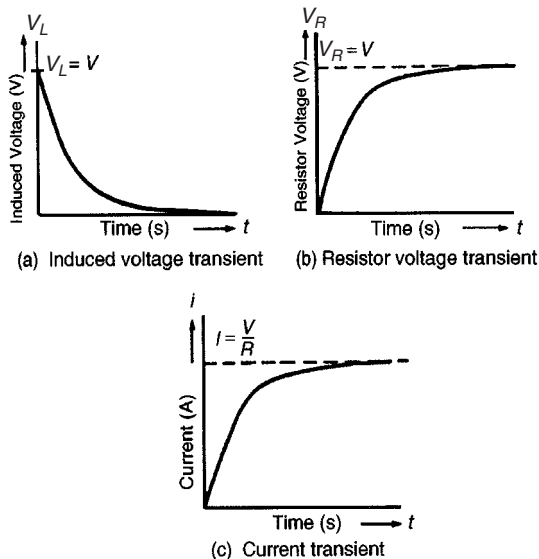 V_L
V_L = V
Induced Voltage (V)
Time (s) → t
(a) Induced voltage transient
V_R
V_R = V
Resistor Voltage (V)
Time (s) → t
(b) Resistor voltage transient
i
I = V/R
Current (A)
Time (s) → t
(c) Current transient